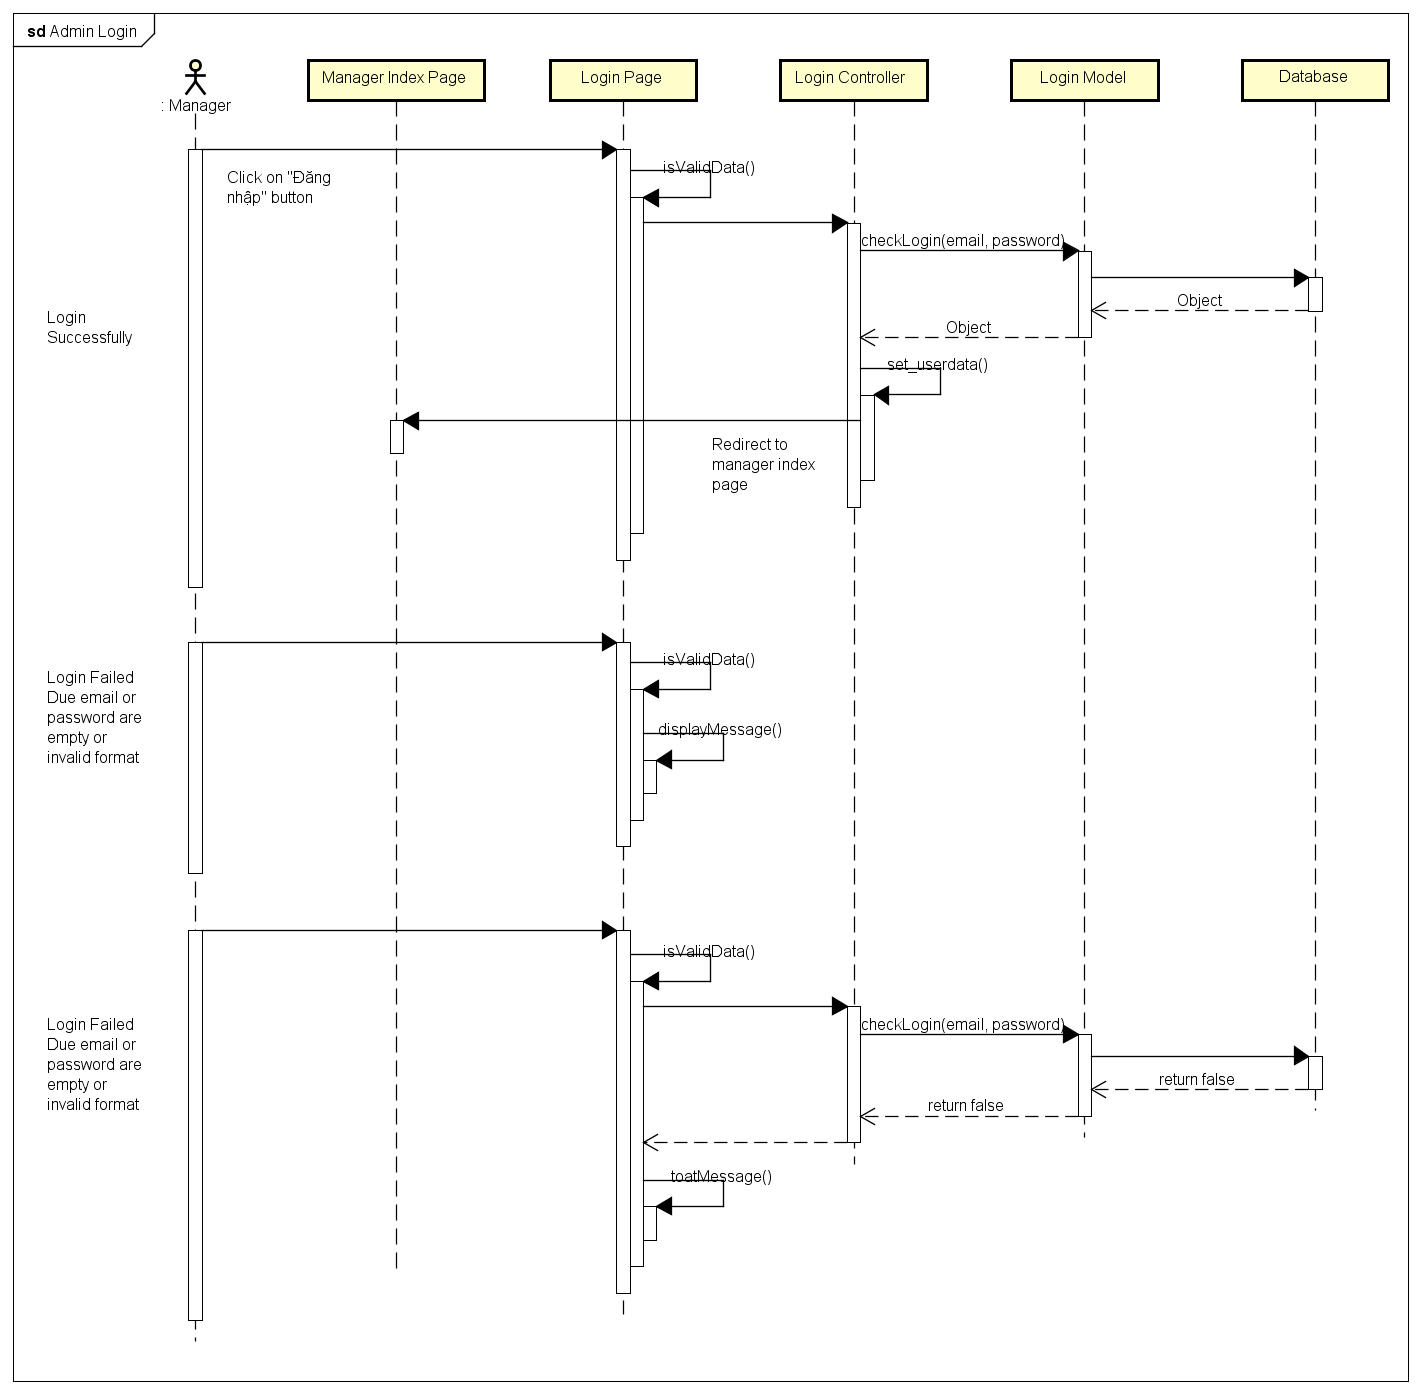 sd Admin Login
: Manager
Manager Index Page
Login Page
Login Controller
Login Model
Database
Click on "Đăng
nhập" button
isValidData()
checkLogin(email, password)
Object
Object
Login
Successfully
set_userdata()
Redirect to
manager index
page
Login Failed
Due email or
password are
empty or
invalid format
isValidData()
displayMessage()
isValidData()
Login Failed
Due email or
password are
empty or
invalid format
checkLogin(email, password)
return false
return false
toatMessage()